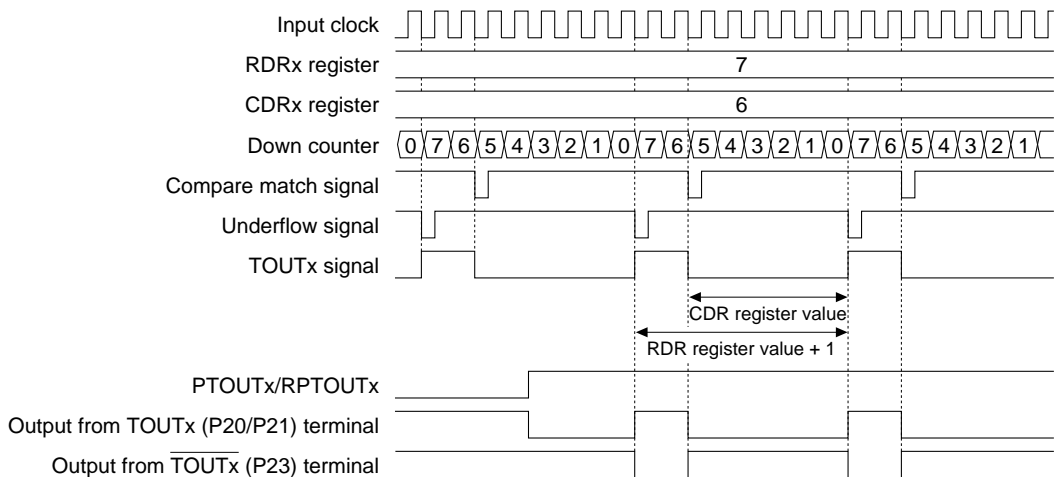 Input clock
RDRx register 7
CDRx register 6
Down counter 0 7 6 5 4 3 2 1 0 7 6 5 4 3 2 1 0 7 6 5 4 3 2 1
Compare match signal
Underflow signal
TOUTx signal
CDR register value
RDR register value + 1
PTOUTx/RPTOUTx
Output from TOUTx (P20/P21) terminal
Output from T̅O̅U̅T̅x̅ (P23) terminal